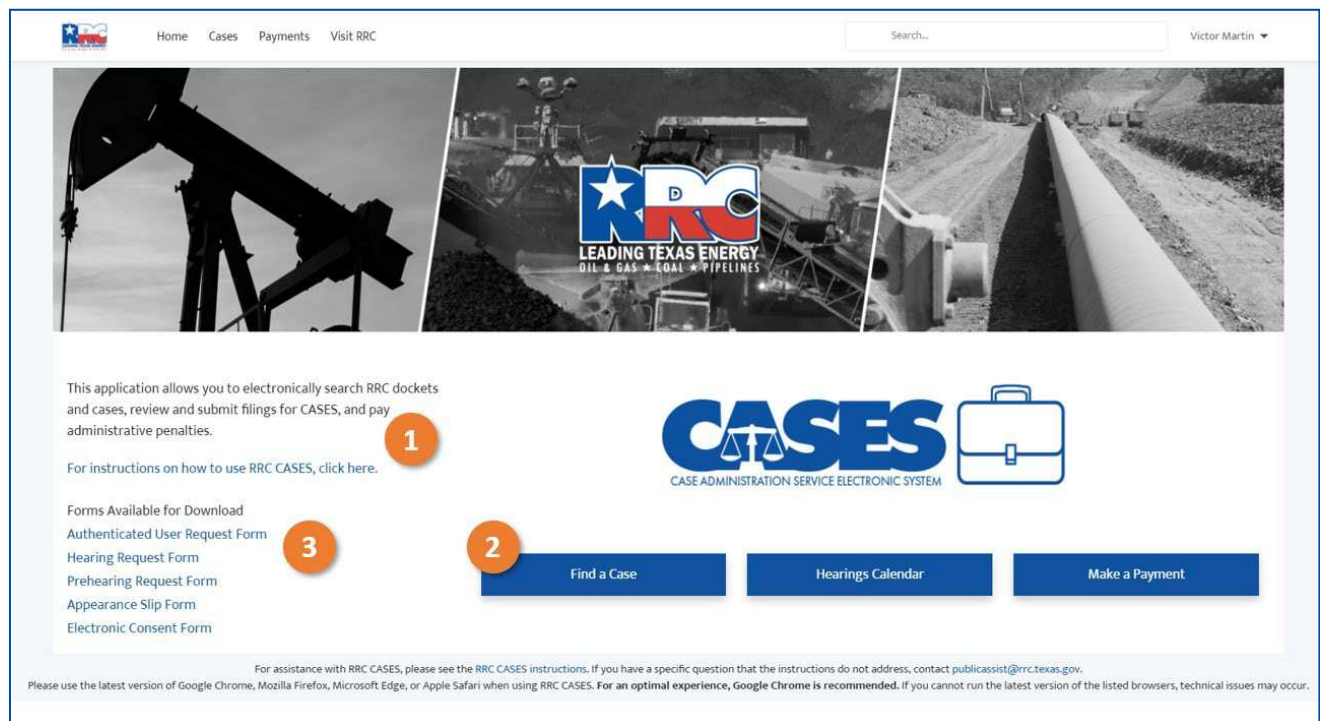 RRC
LEADING TEXAS ENERGY
Home Cases Payments Visit RRC
Search...
Victor Martin
RRC
LEADING TEXAS ENERGY
OIL & GAS ★ COAL ★ PIPELINES
This application allows you to electronically search RRC dockets
and cases, review and submit filings for CASES, and pay
administrative penalties.
1
For instructions on how to use RRC CASES, click here.
CASES
CASE ADMINISTRATION SERVICE ELECTRONIC SYSTEM
Forms Available for Download
Authenticated User Request Form
Hearing Request Form
Prehearing Request Form
Appearance Slip Form
Electronic Consent Form
3
2
Find a Case
Hearings Calendar
Make a Payment
For assistance with RRC CASES, please see the RRC CASES instructions. If you have a specific question that the instructions do not address, contact publicassist@rrc.texas.gov.
Please use the latest version of Google Chrome, Mozilla Firefox, Microsoft Edge, or Apple Safari when using RRC CASES. For an optimal experience, Google Chrome is recommended. If you cannot run the latest version of the listed browsers, technical issues may occur.